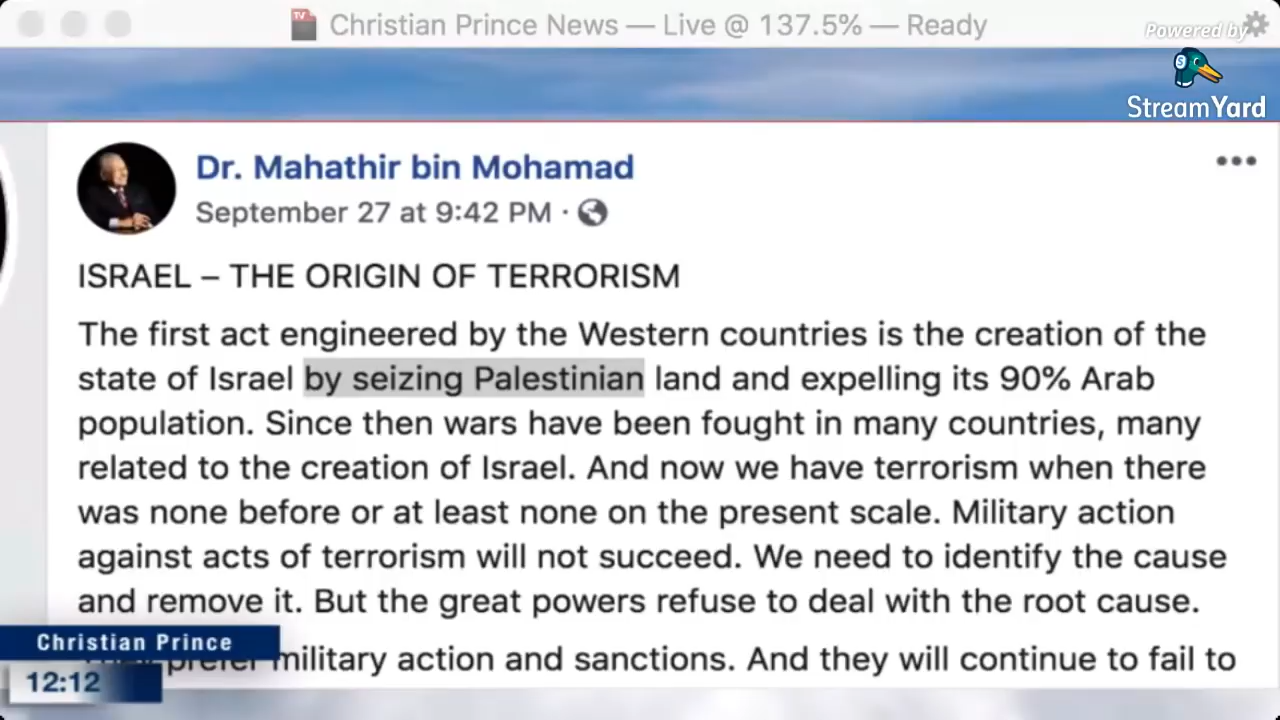 Christian Prince News — Live @ 137.5% — Ready
Powered by
StreamYard
Dr. Mahathir bin Mohamad
September 27 at 9:42 PM ·
ISRAEL – THE ORIGIN OF TERRORISM
The first act engineered by the Western countries is the creation of the
state of Israel by seizing Palestinian land and expelling its 90% Arab
population. Since then wars have been fought in many countries, many
related to the creation of Israel. And now we have terrorism when there
was none before or at least none on the present scale. Military action
against acts of terrorism will not succeed. We need to identify the cause
and remove it. But the great powers refuse to deal with the root cause.
prefer military action and sanctions. And they will continue to fail to
Christian Prince
12:12